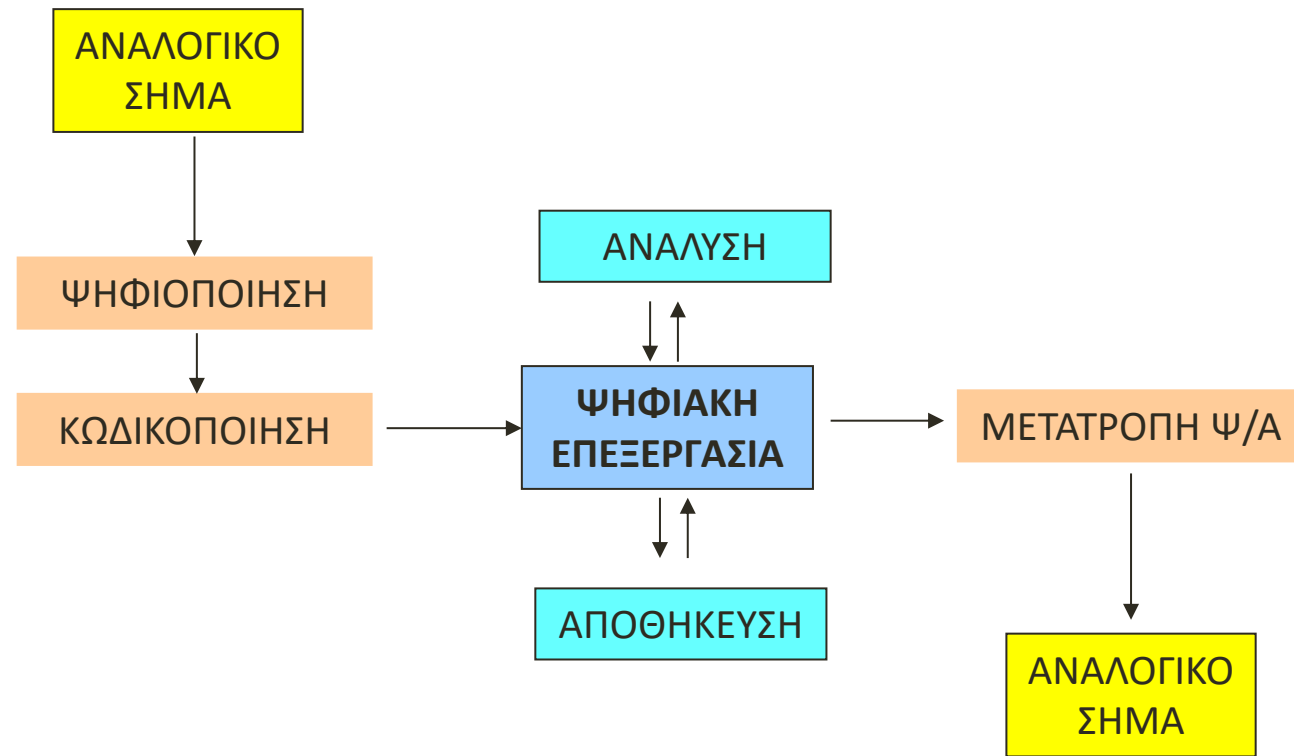 ΑΝΑΛΟΓΙΚΟ
ΣΗΜΑ
ΨΗΦΙΟΠΟΙΗΣΗ
ΚΩΔΙΚΟΠΟΙΗΣΗ
ΑΝΑΛΥΣΗ
ΨΗΦΙΑΚΗ
ΕΠΕΞΕΡΓΑΣΙΑ
ΑΠΟΘΗΚΕΥΣΗ
ΜΕΤΑΤΡΟΠΗ Ψ/Α
ΑΝΑΛΟΓΙΚΟ
ΣΗΜΑ